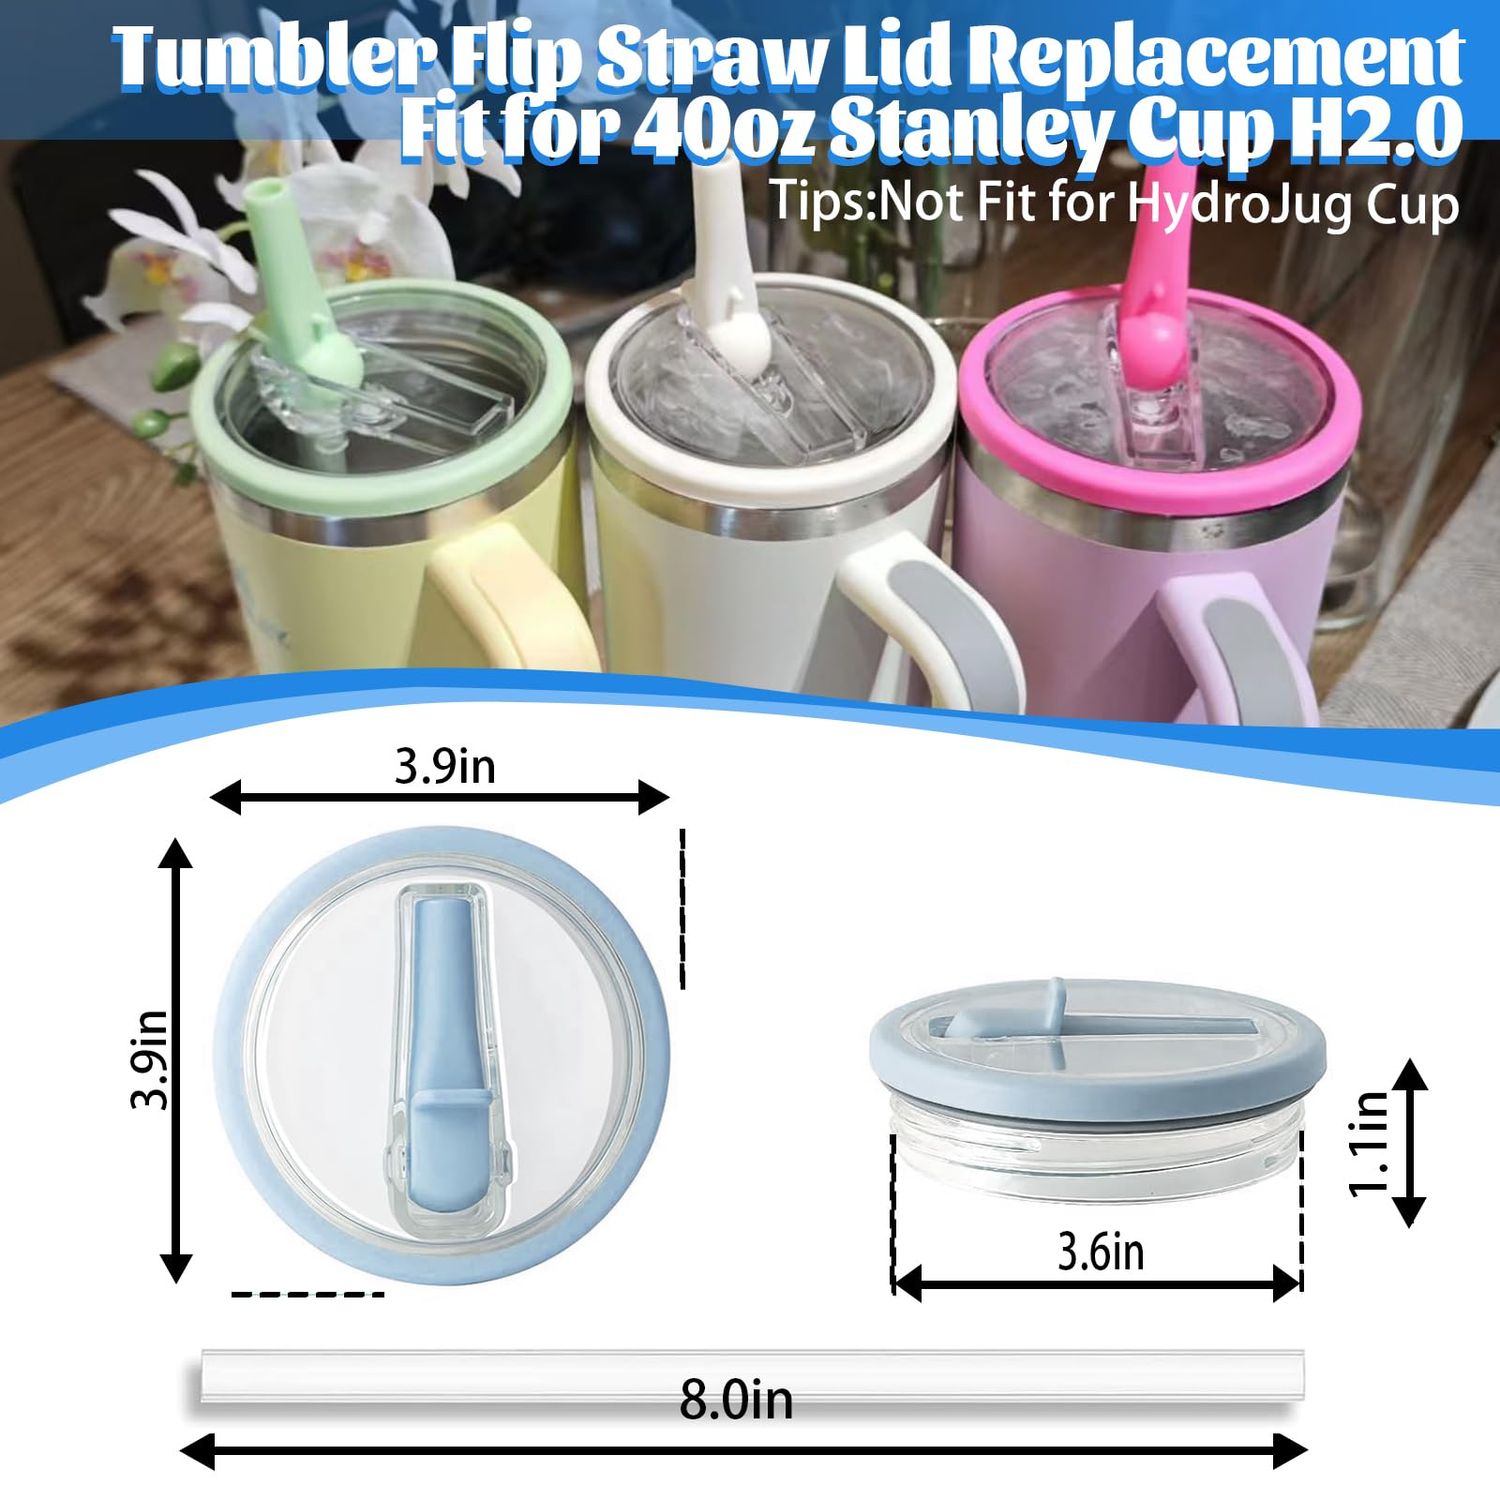 Tumbler Flip Straw Lid Replacement
Fit for 40oz Stanley Cup H2.0
Tips:Not Fit for HydroJug Cup
3.9in
3.9in
1.1in
3.6in
8.0in